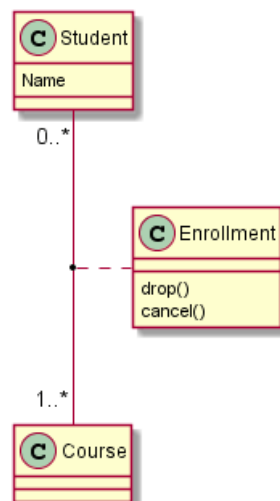 C Student
Name
0..*
C Enrollment
drop()
cancel()
1..*
C Course